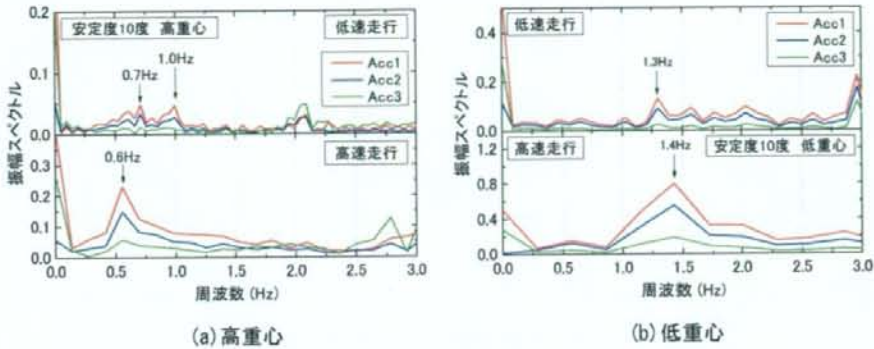 安定度10度 高重心
低速走行
Acc1
Acc2
Acc3
0.7Hz
1.0Hz
0.2
0.1
0.0
高速走行
0.6Hz
0.3
0.2
0.1
0.0
振幅スペクトル
0.0 0.5 1.0 1.5 2.0 2.5 3.0
周波数 (Hz)
(a) 高重心
低速走行
Acc1
Acc2
Acc3
1.3Hz
0.4
0.2
0.0
高速走行
安定度10度 低重心
1.4Hz
1.2
0.8
0.4
0.0
振幅スペクトル
0.0 0.5 1.0 1.5 2.0 2.5 3.0
周波数 (Hz)
(b) 低重心